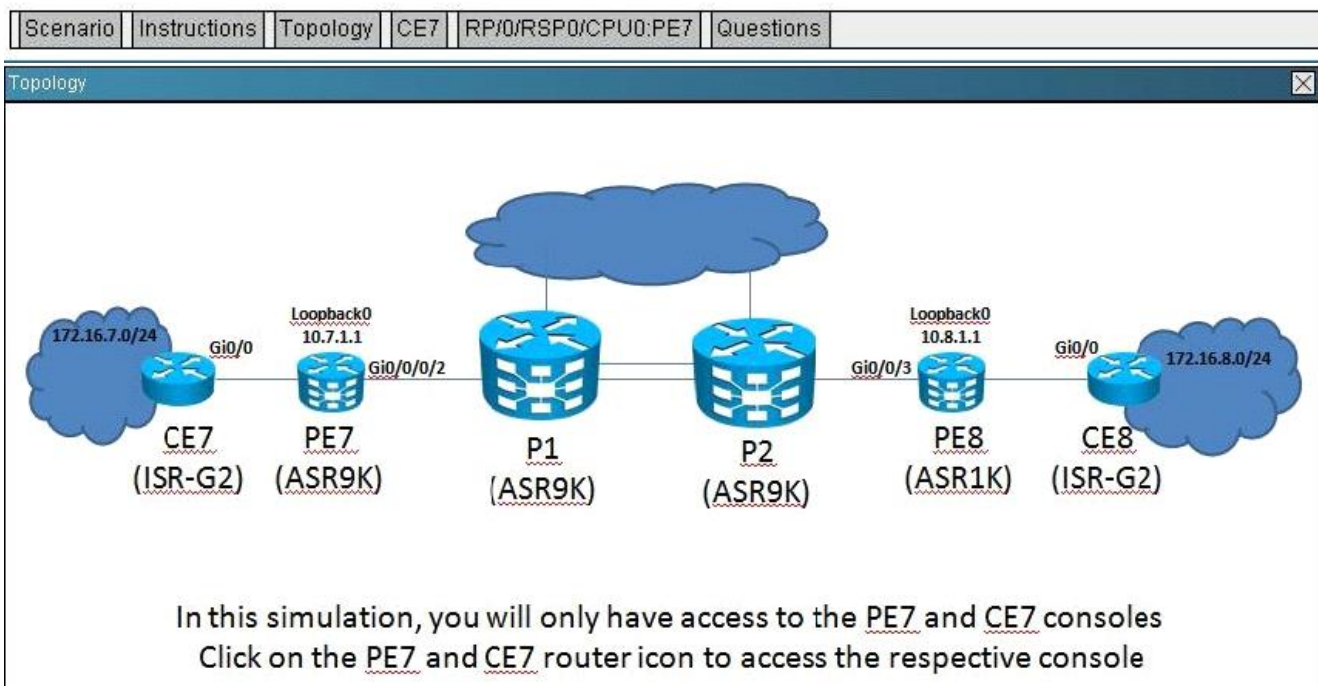 Scenario Instructions Topology CE7 RP/0/RSP0/CPU0:PE7 Questions
Topology
172.16.7.0/24
Gi0/0
Loopback0
10.7.1.1
Gi0/0/0/2
Loopback0
10.8.1.1
Gi0/0/3
Gi0/0
172.16.8.0/24
CE7
(ISR-G2)
PE7
(ASR9K)
P1
(ASR9K)
P2
(ASR9K)
PE8
(ASR1K)
CE8
(ISR-G2)
In this simulation, you will only have access to the PE7 and CE7 consoles
Click on the PE7 and CE7 router icon to access the respective console